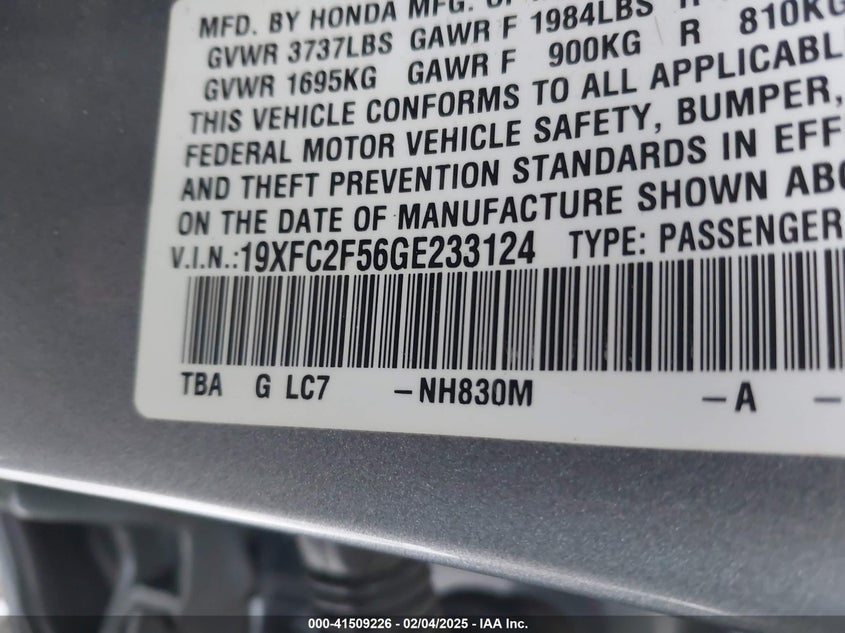 MFD. BY HONDA MFG. OF
GVWR 3737LBS GAWR F 1984LBS
GVWR 1695KG GAWR F 900KG R 810KG
THIS VEHICLE CONFORMS TO ALL APPLICABLE
FEDERAL MOTOR VEHICLE SAFETY, BUMPER,
AND THEFT PREVENTION STANDARDS IN EFF
ON THE DATE OF MANUFACTURE SHOWN ABO
V.I.N.:19XFC2F56GE233124 TYPE: PASSENGER
TBA G LC7 –NH830M –A –
000-41509226 - 02/04/2025 - IAA Inc.